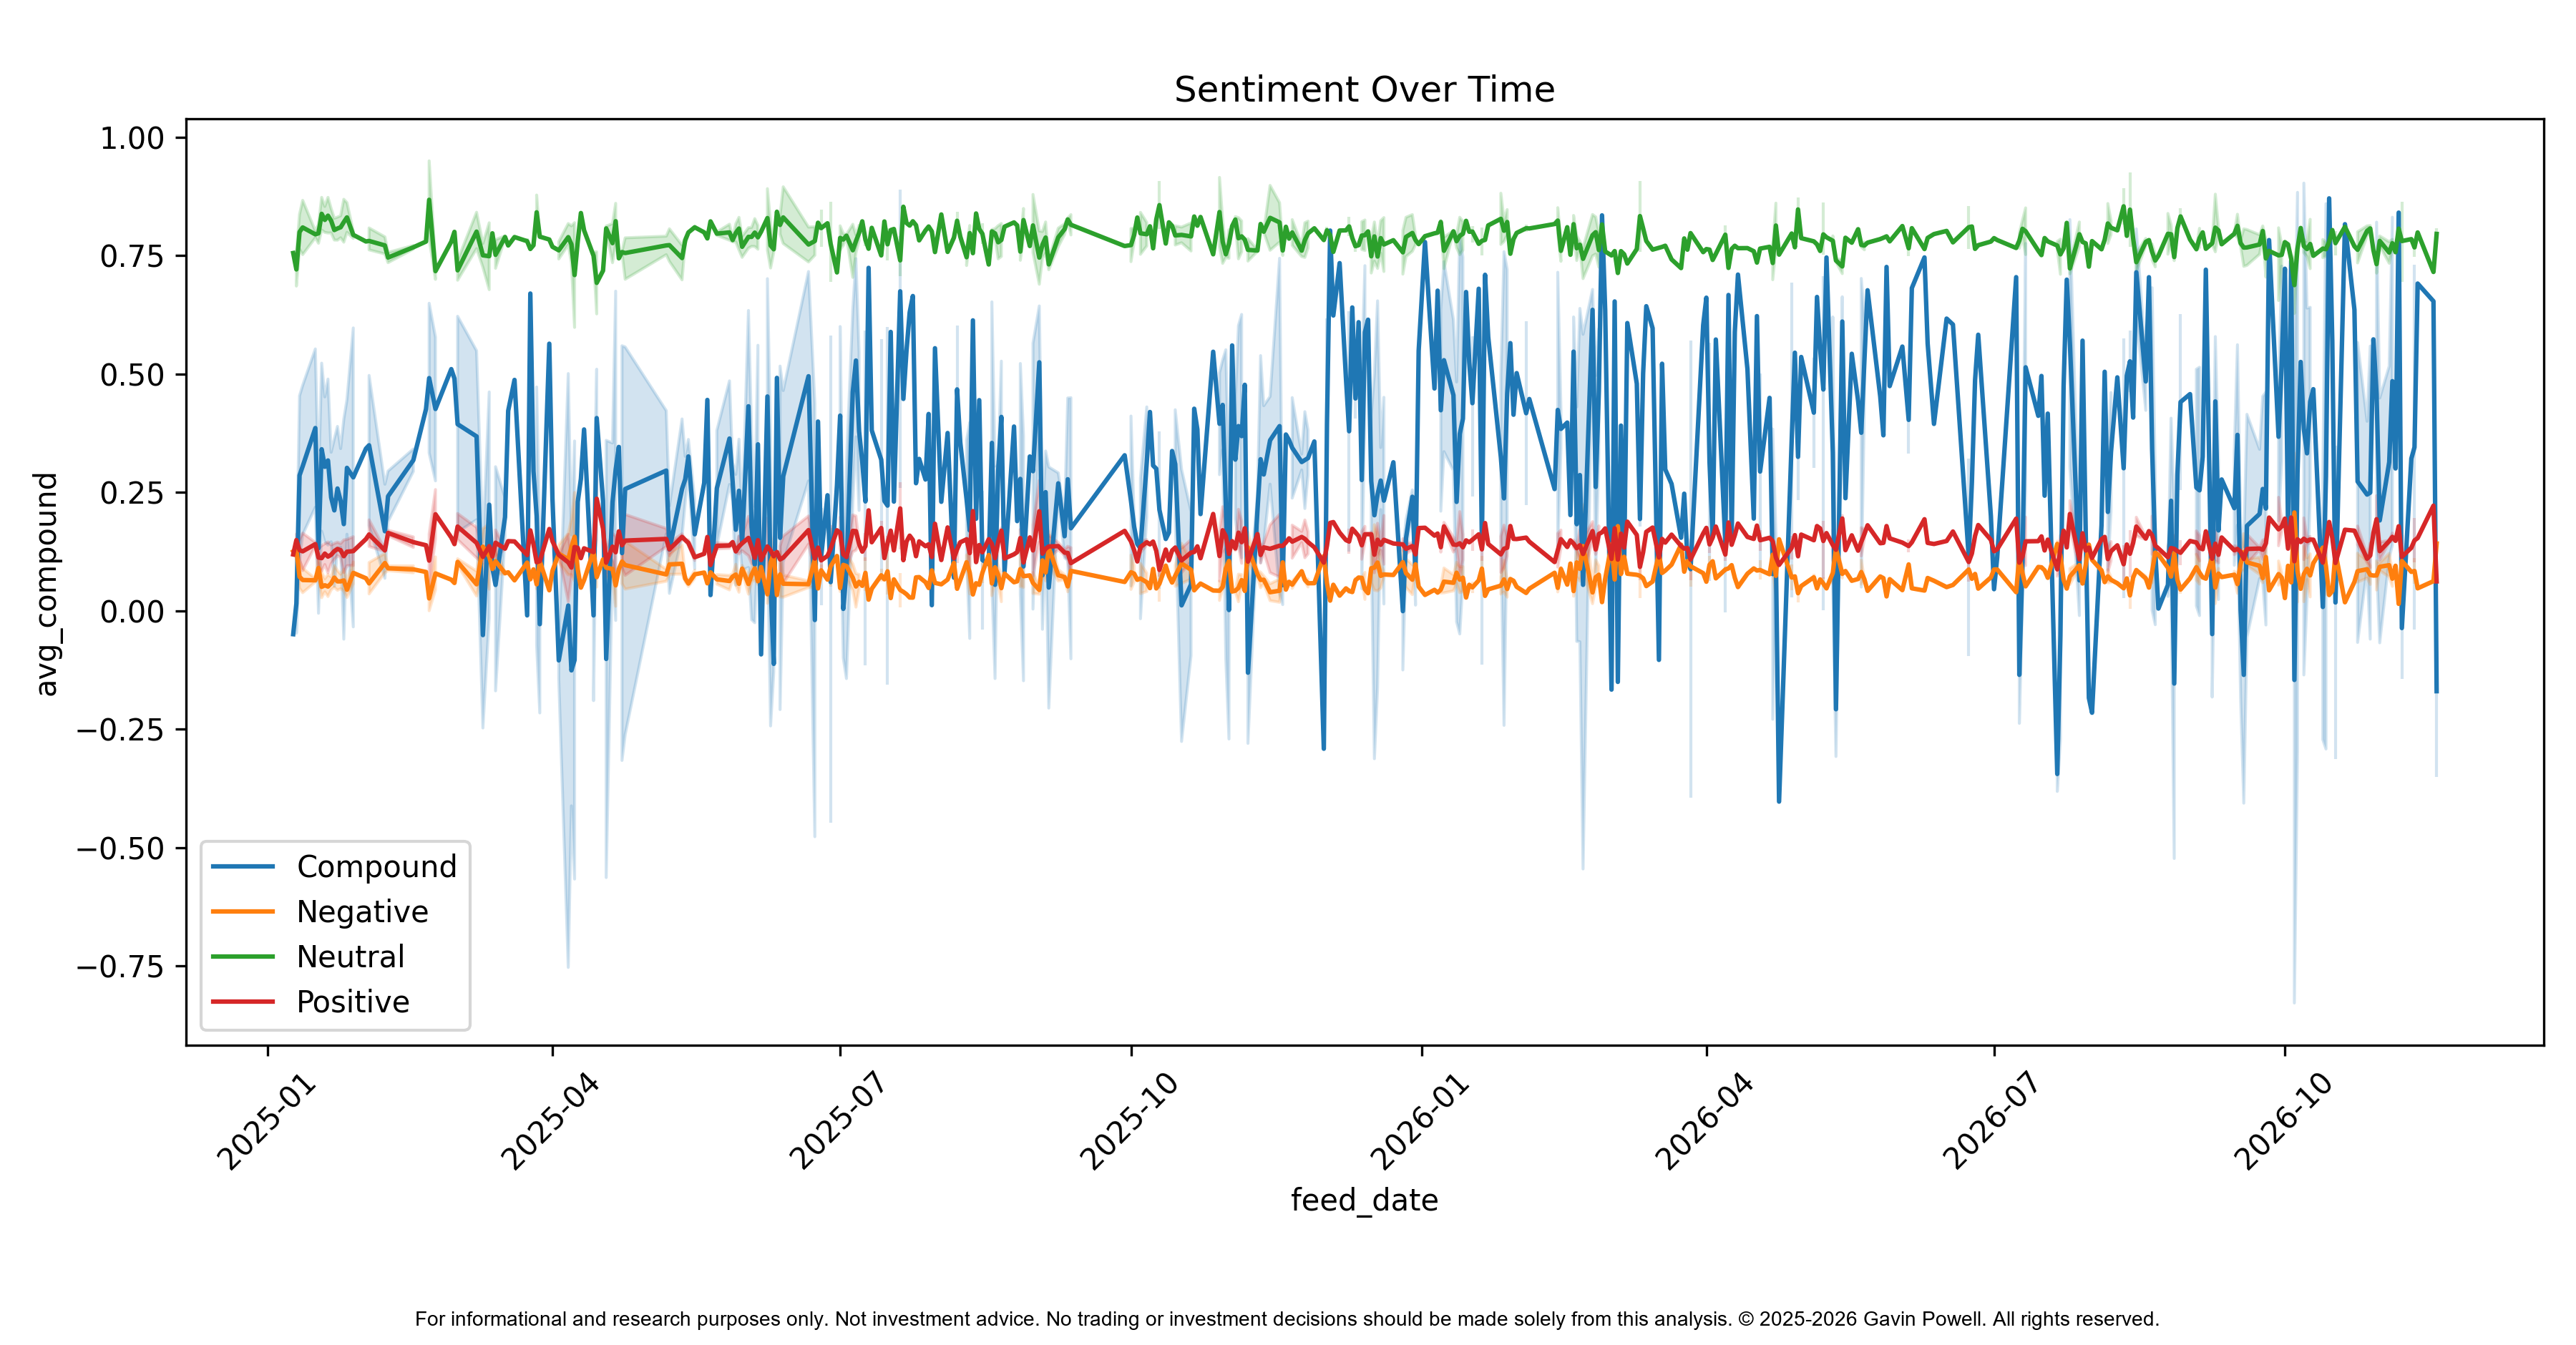 Sentiment Over Time
1.00
0.75
0.50
0.25
0.00
−0.25
−0.50
−0.75
avg_compound
Compound
Negative
Neutral
Positive
2025-01
2025-04
2025-07
2025-10
2026-01
2026-04
2026-07
2026-10
feed_date
For informational and research purposes only. Not investment advice. No trading or investment decisions should be made solely from this analysis. © 2025-2026 Gavin Powell. All rights reserved.